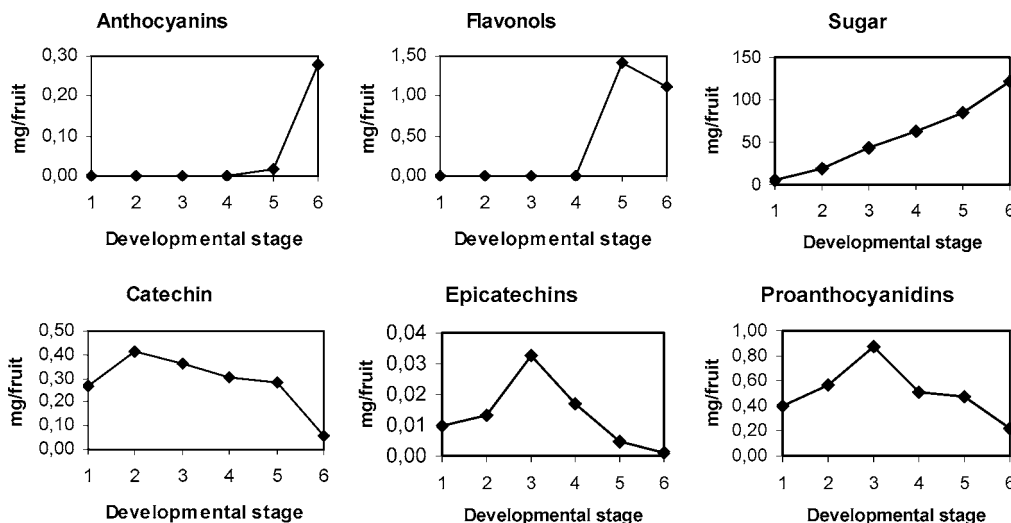 Anthocyanins
mg/fruit
0,30
0,20
0,10
0,00
1 2 3 4 5 6
Developmental stage
Flavonols
mg/fruit
1,50
1,00
0,50
0,00
1 2 3 4 5 6
Developmental stage
Sugar
mg/fruit
150
100
50
0
1 2 3 4 5 6
Developmental stage
Catechin
mg/fruit
0,50
0,40
0,30
0,20
0,10
0,00
1 2 3 4 5 6
Developmental stage
Epicatechins
mg/fruit
0,04
0,03
0,02
0,01
0,00
1 2 3 4 5 6
Developmental stage
Proanthocyanidins
mg/fruit
1,00
0,80
0,60
0,40
0,20
0,00
1 2 3 4 5 6
Developmental stage